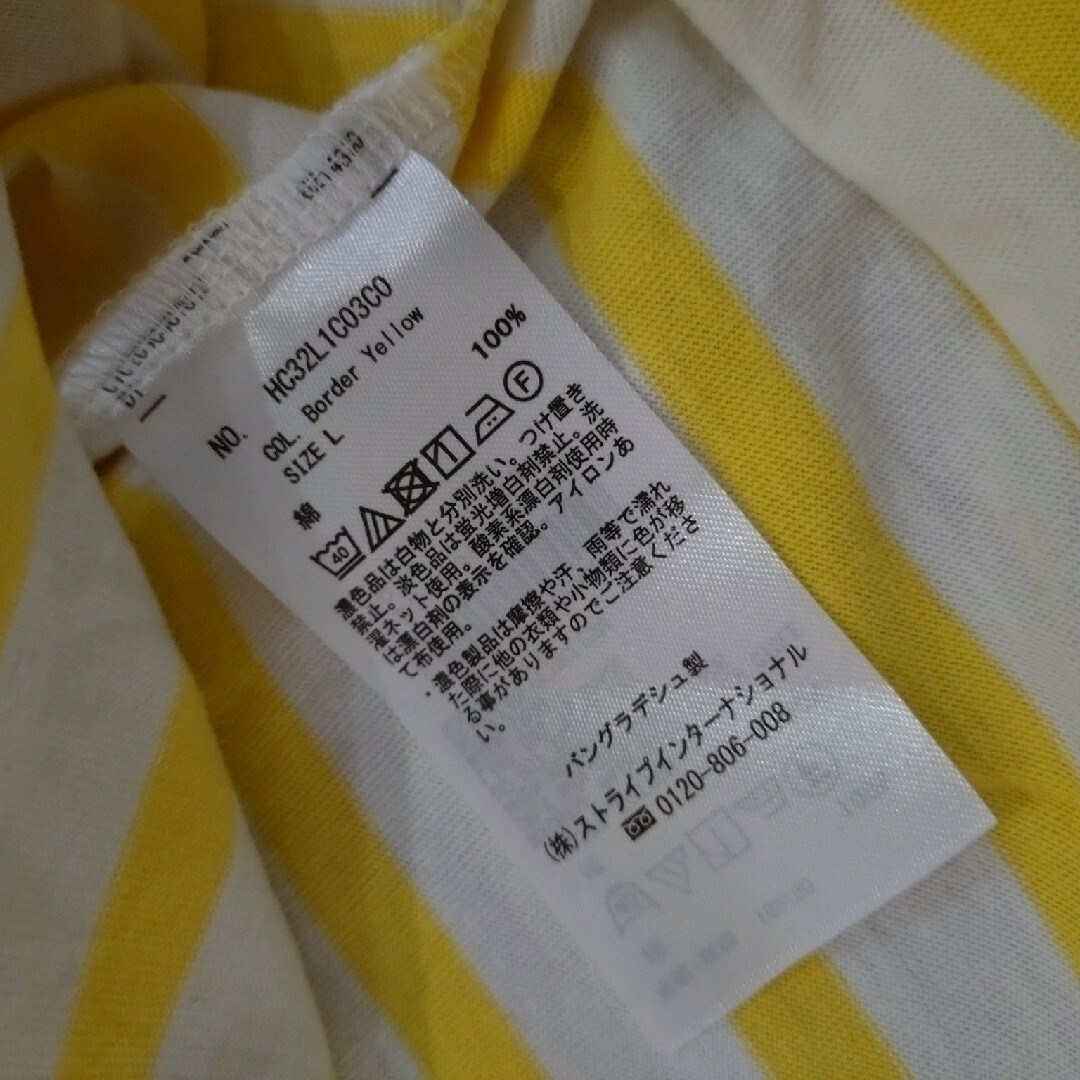 NO. HC32L1C03C0
COL. Border Yellow
SIZE L
綿 100%
40 F
濃色品は白物と分別洗い。つけ置き
禁止。淡色品は蛍光増白剤禁止。洗
濯ネット使用。酸素系漂白剤使用時
は漂白剤の表示を確認。アイロンあ
て布使用。
・濃色製品は摩擦や汗、雨等で濡れ
た際に他の衣類や小物類に色が移
る事がありますのでご注意くださ
い。
バングラデシュ製
(株)ストライプインターナショナル
0120-806-008